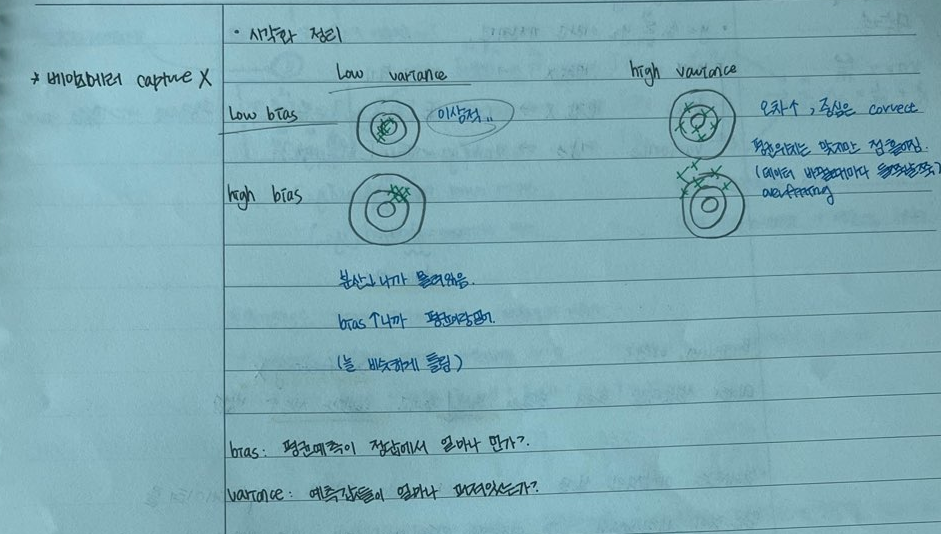 · 시각화 정리
* 베이즈에러 capture X
Low variance
high variance
Low bias
이상적..
오차↑, 중심은 correct
평균위치는 맞지만 점 흩어짐.
(데이터 바뀔때마다 들쭉날쭉)
overfitting
high bias
분산↓니까 몰려있음.
bias↑니까 평균이랑 멀어.
(늘 비슷하게 틀림)
bias: 평균예측이 정답에서 얼마나 먼가?.
variance: 예측값들이 얼마나 퍼져있는가?.